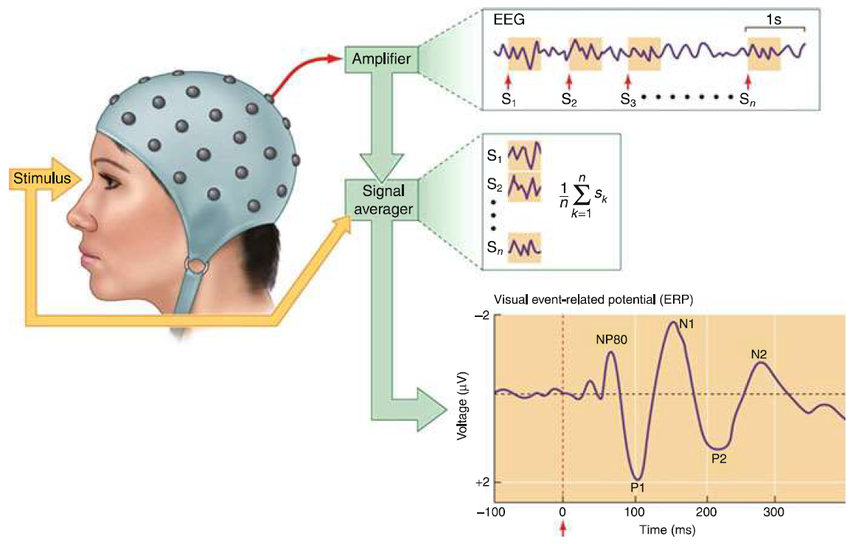 EEG
1s
Amplifier
S1 S2 S3 Sn
Stimulus
Signal
averager
S1
S2
Sn
1/n n∑k=1 sk
Visual event-related potential (ERP)
–2
NP80
N1
N2
Voltage (μV)
P2
P1
+2
–100 0 100 200 300
Time (ms)